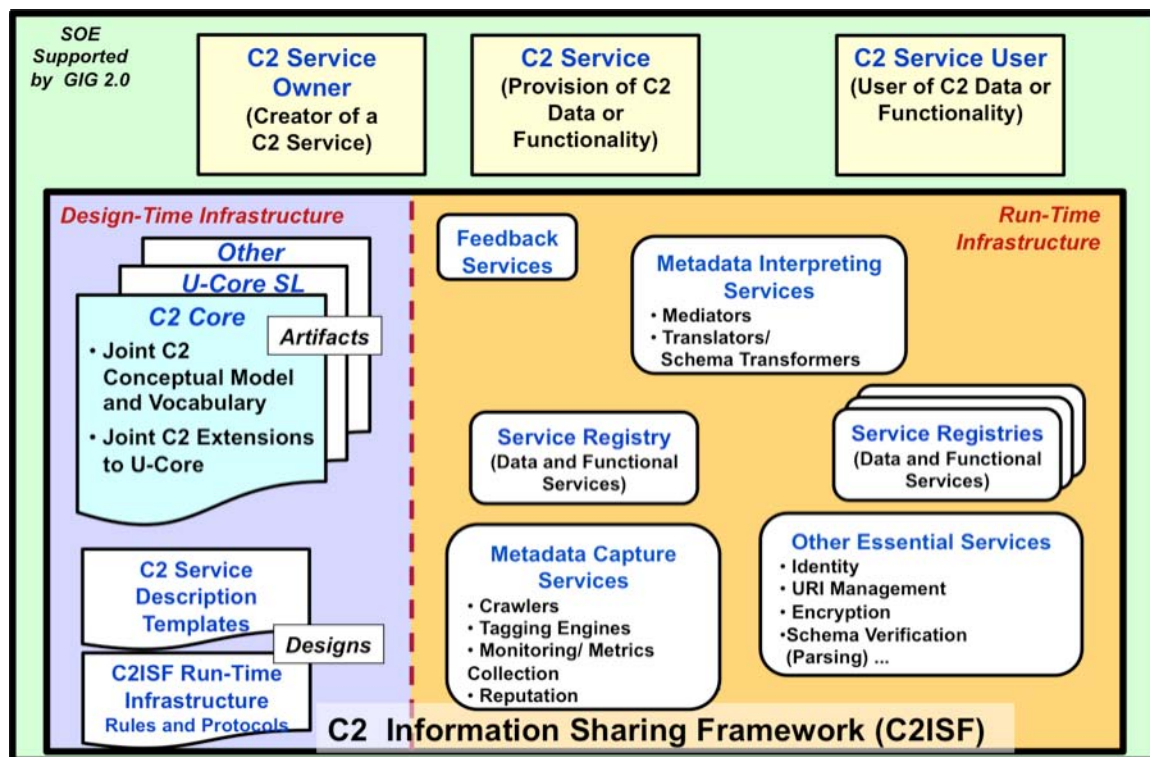 SOE
Supported
by GIG 2.0
C2 Service
Owner
(Creator of a
C2 Service)
C2 Service
(Provision of C2
Data or
Functionality)
C2 Service User
(User of C2 Data or
Functionality)
Design-Time Infrastructure
Other
U-Core SL
C2 Core
Artifacts
• Joint C2
Conceptual Model
and Vocabulary
• Joint C2 Extensions
to U-Core
C2 Service
Description
Templates
Designs
C2ISF Run-Time
Infrastructure
Rules and Protocols
Run-Time
Infrastructure
Feedback
Services
Metadata Interpreting
Services
• Mediators
• Translators/
Schema Transformers
Service Registry
(Data and Functional
Services)
Service Registries
(Data and Functional
Services)
Metadata Capture
Services
• Crawlers
• Tagging Engines
• Monitoring/ Metrics
Collection
• Reputation
Other Essential Services
• Identity
• URI Management
• Encryption
•Schema Verification
(Parsing) ...
C2 Information Sharing Framework (C2ISF)